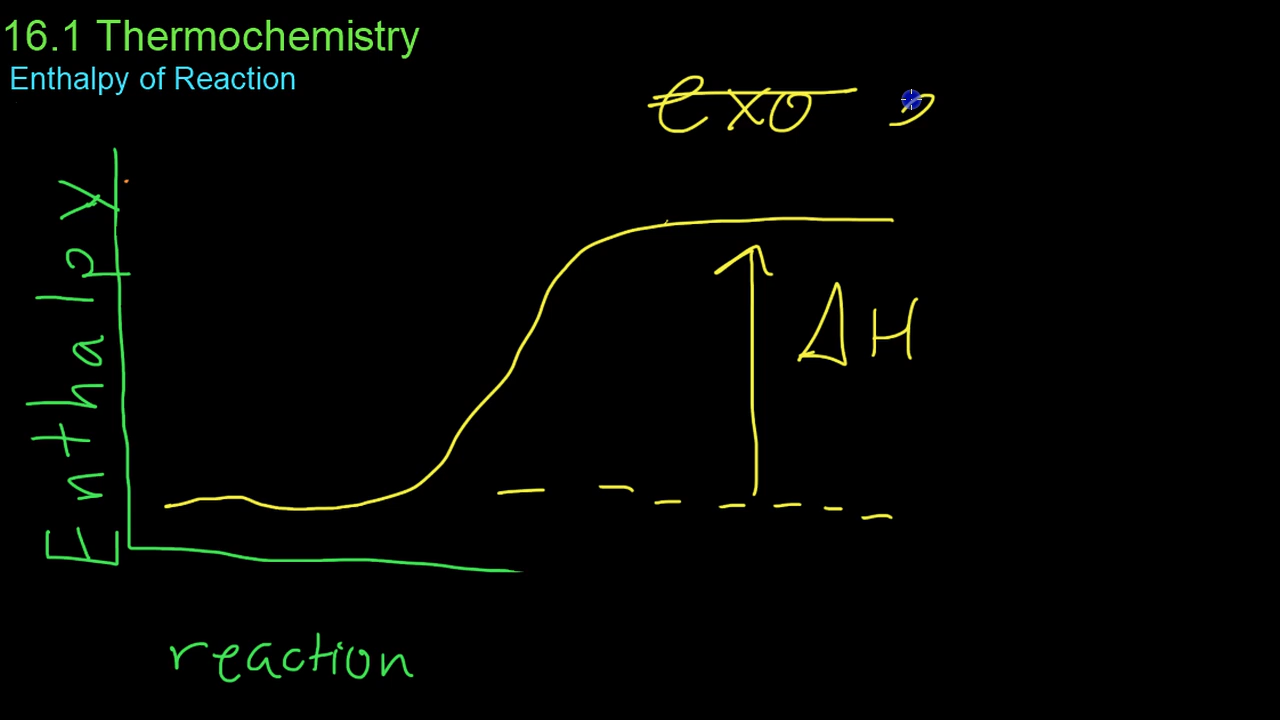 16.1 Thermochemistry
Enthalpy of Reaction
exo
Enthalpy
ΔH
reaction